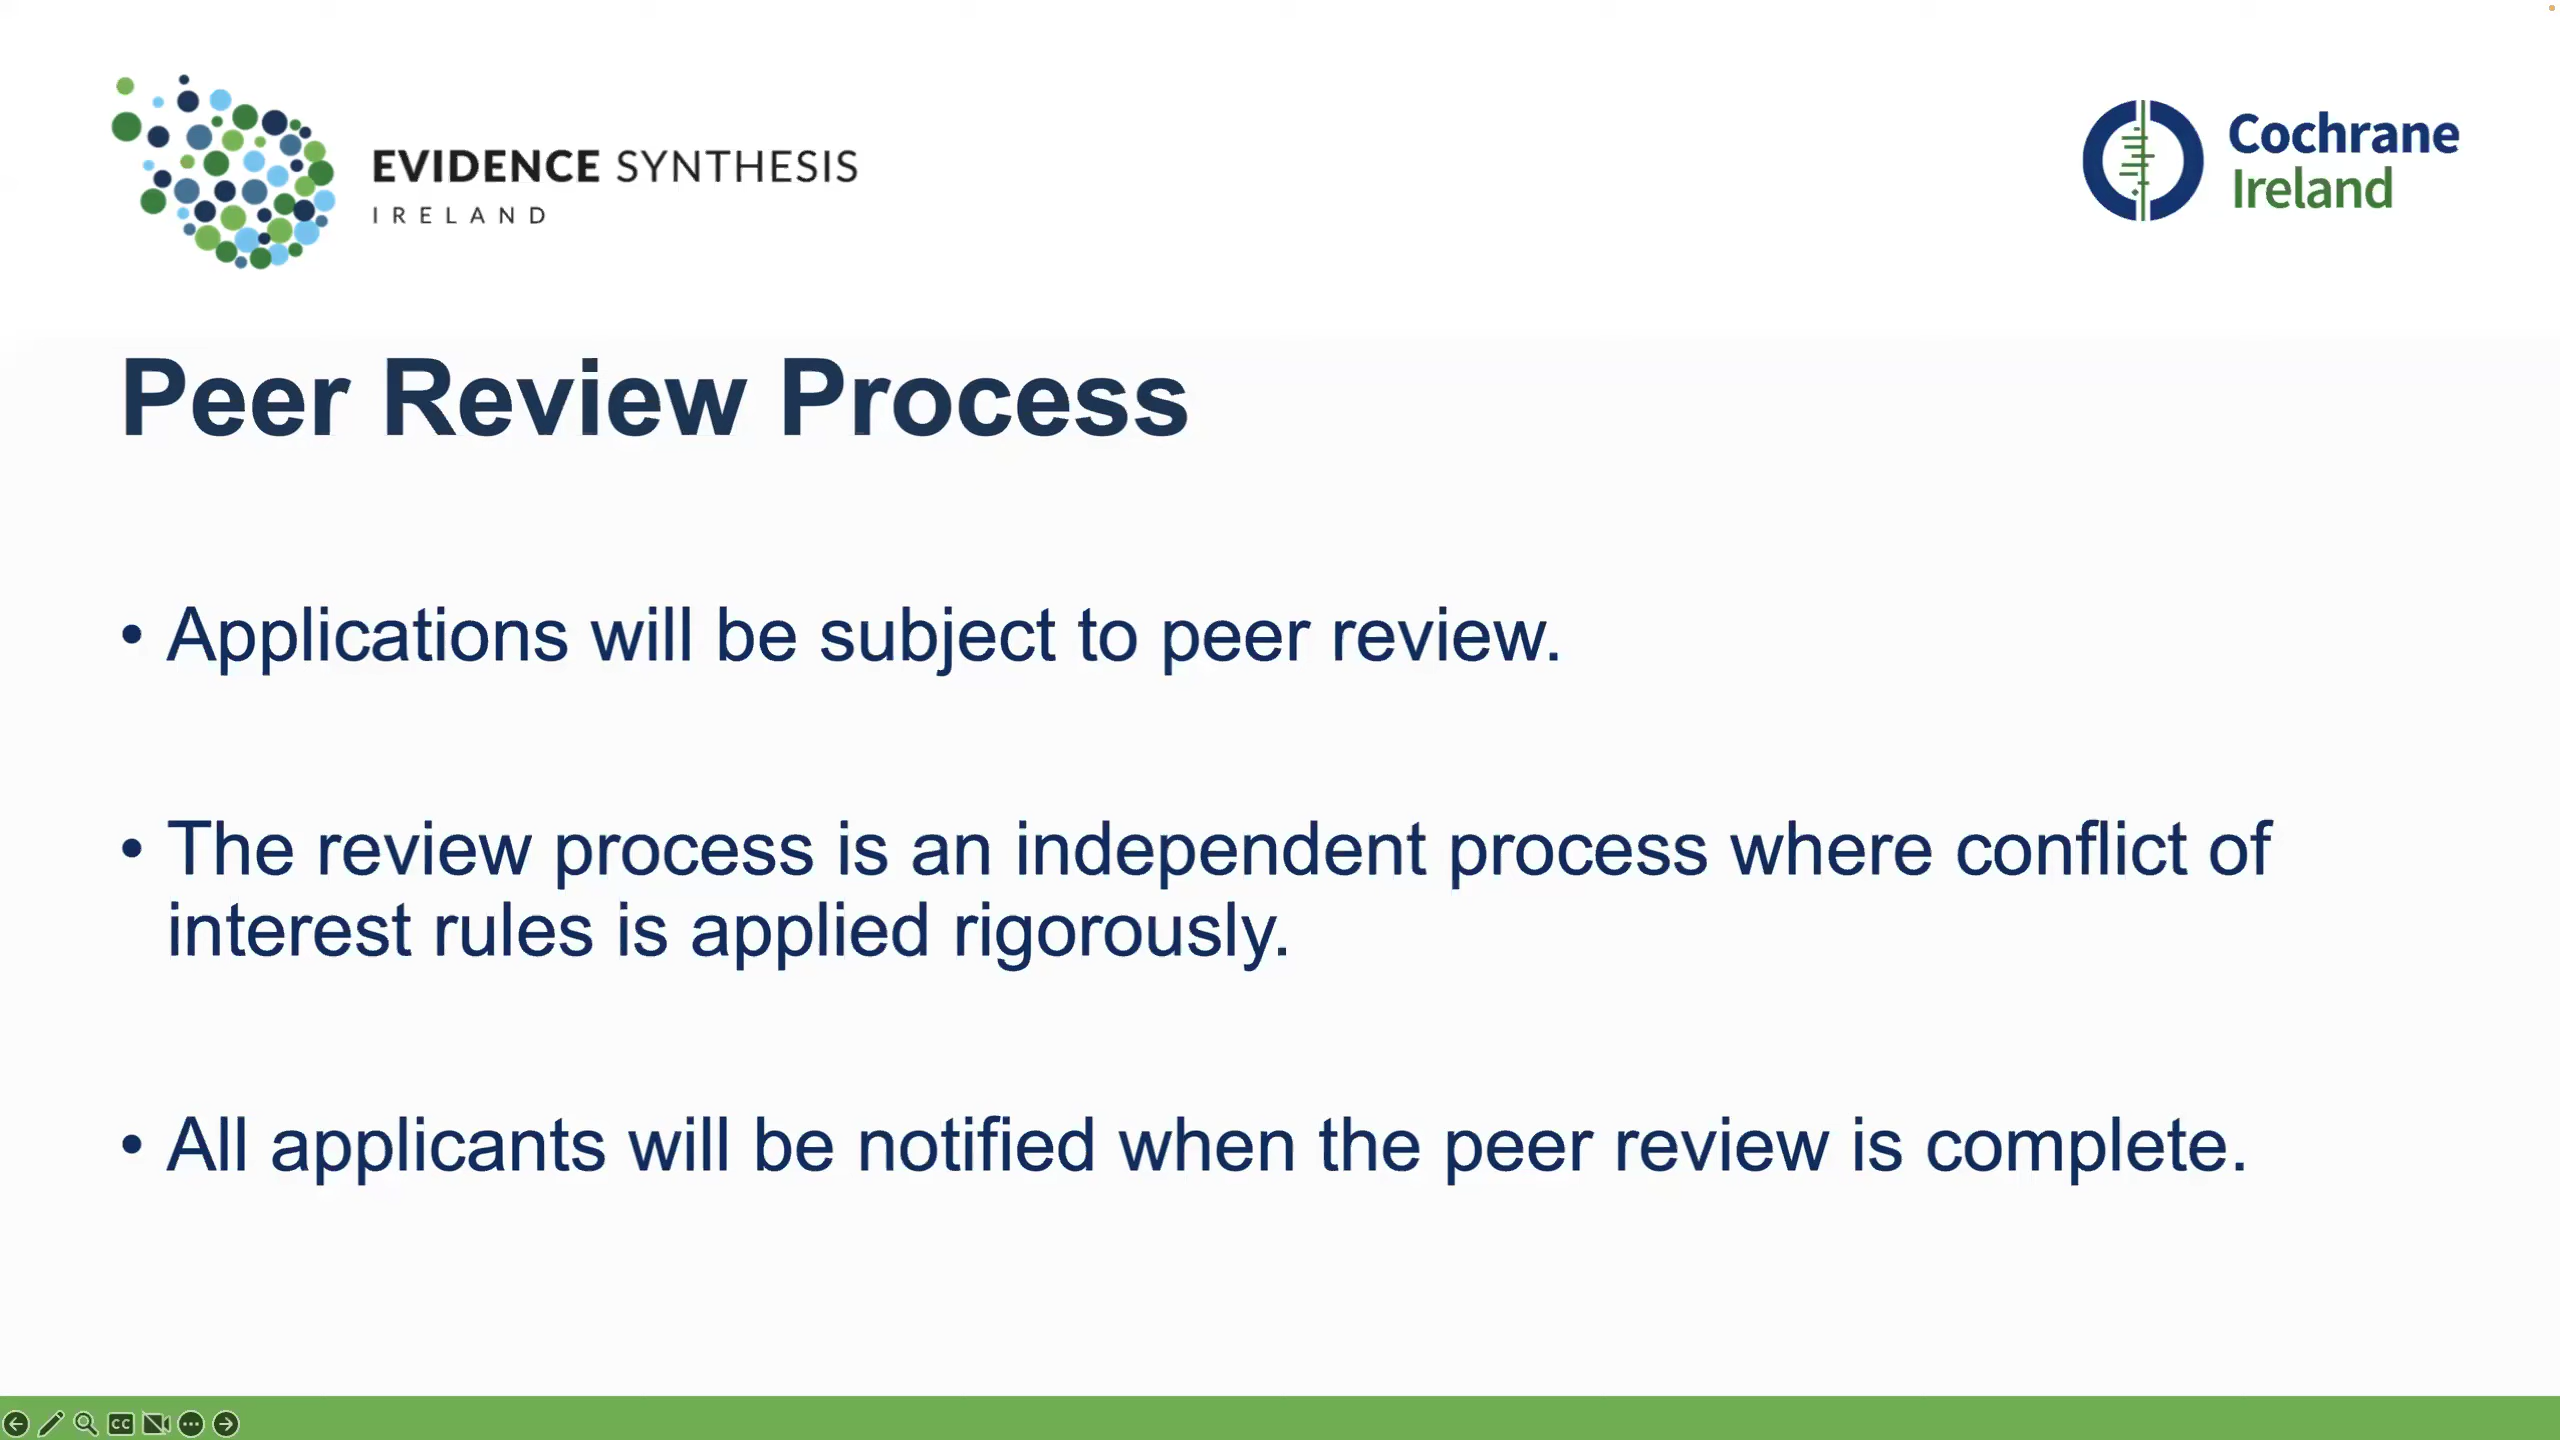 EVIDENCE SYNTHESIS
IRELAND
Cochrane
Ireland
Peer Review Process
• Applications will be subject to peer review.
• The review process is an independent process where conflict of
interest rules is applied rigorously.
• All applicants will be notified when the peer review is complete.
CC